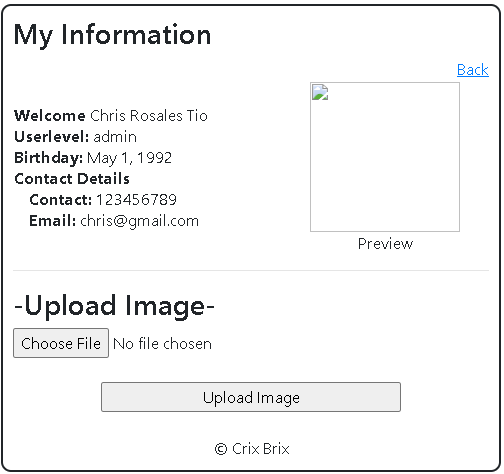 My Information
Back
Welcome Chris Rosales Tio
Userlevel: admin
Birthday: May 1, 1992
Contact Details
Contact: 123456789
Email: chris@gmail.com
Preview
-Upload Image-
Choose File No file chosen
Upload Image
© Crix Brix